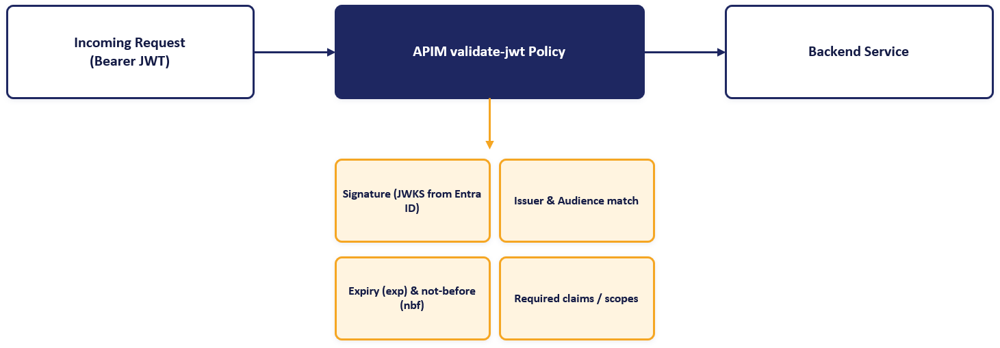 Incoming Request
(Bearer JWT)
APIM validate-jwt Policy
Backend Service
Signature (JWKS from Entra
ID)
Issuer & Audience match
Expiry (exp) & not-before
(nbf)
Required claims / scopes